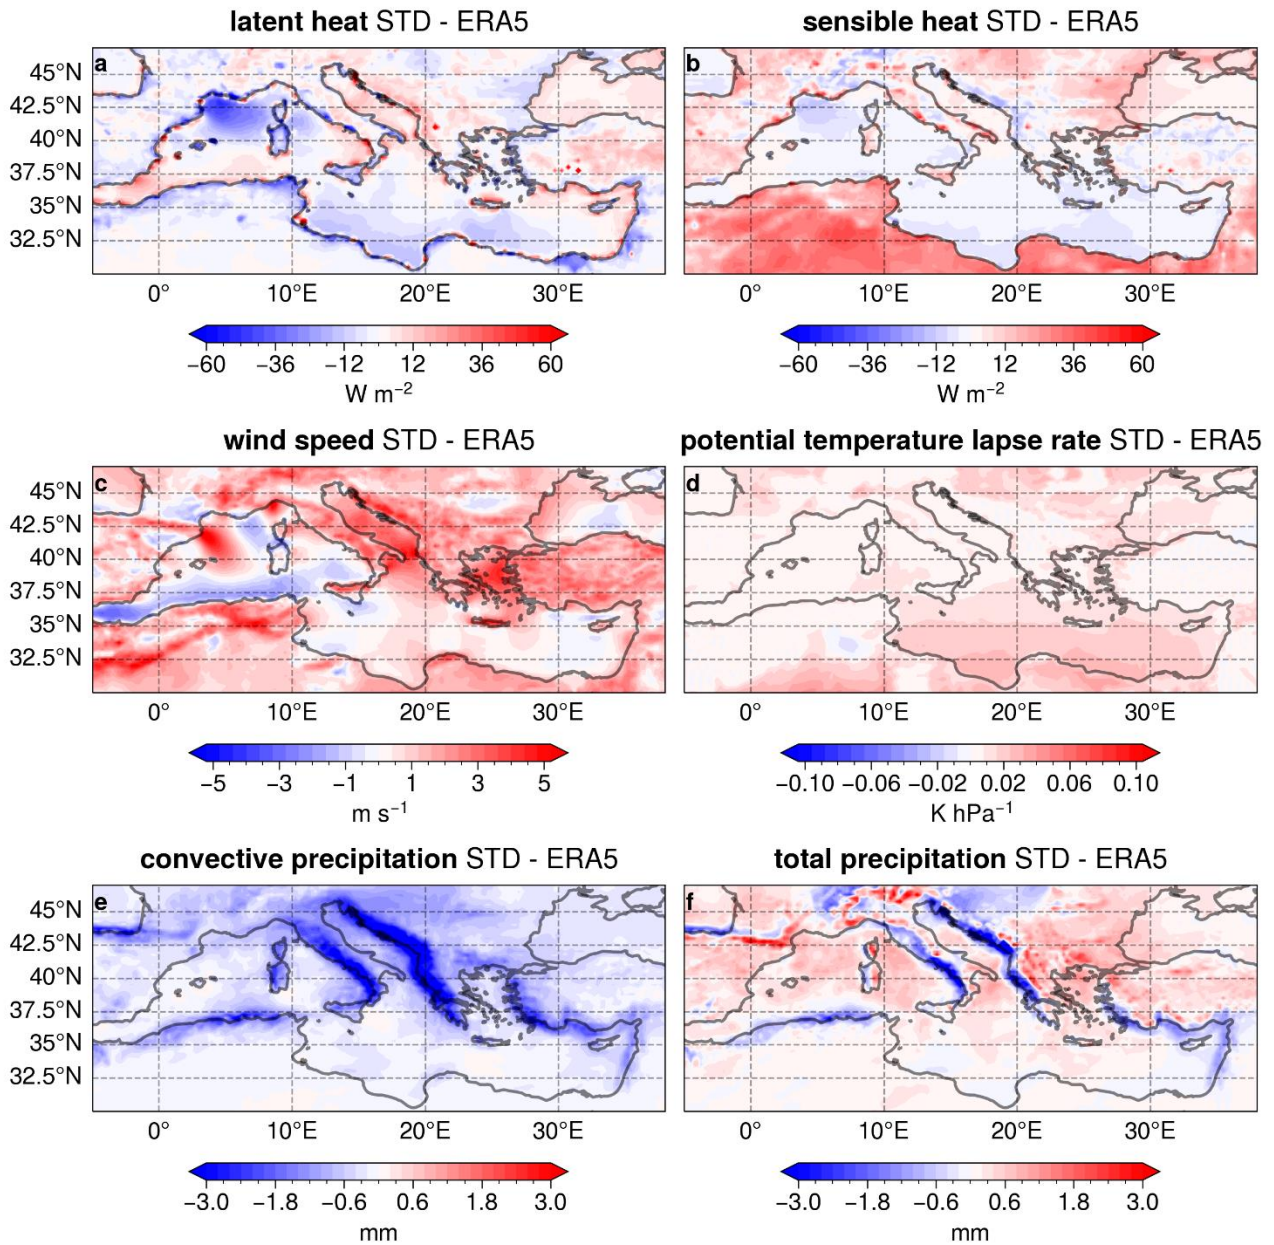 latent heat STD - ERA5
sensible heat STD - ERA5
a
b
45°N
42.5°N
40°N
37.5°N
35°N
32.5°N
0° 10°E 20°E 30°E
0° 10°E 20°E 30°E
−60 −36 −12 12 36 60
−60 −36 −12 12 36 60
W m−2
W m−2
wind speed STD - ERA5
potential temperature lapse rate STD - ERA5
c
d
45°N
42.5°N
40°N
37.5°N
35°N
32.5°N
0° 10°E 20°E 30°E
0° 10°E 20°E 30°E
−5 −3 −1 1 3 5
−0.10 −0.06 −0.02 0.02 0.06 0.10
m s−1
K hPa−1
convective precipitation STD - ERA5
total precipitation STD - ERA5
e
f
45°N
42.5°N
40°N
37.5°N
35°N
32.5°N
0° 10°E 20°E 30°E
0° 10°E 20°E 30°E
−3.0 −1.8 −0.6 0.6 1.8 3.0
−3.0 −1.8 −0.6 0.6 1.8 3.0
mm
mm